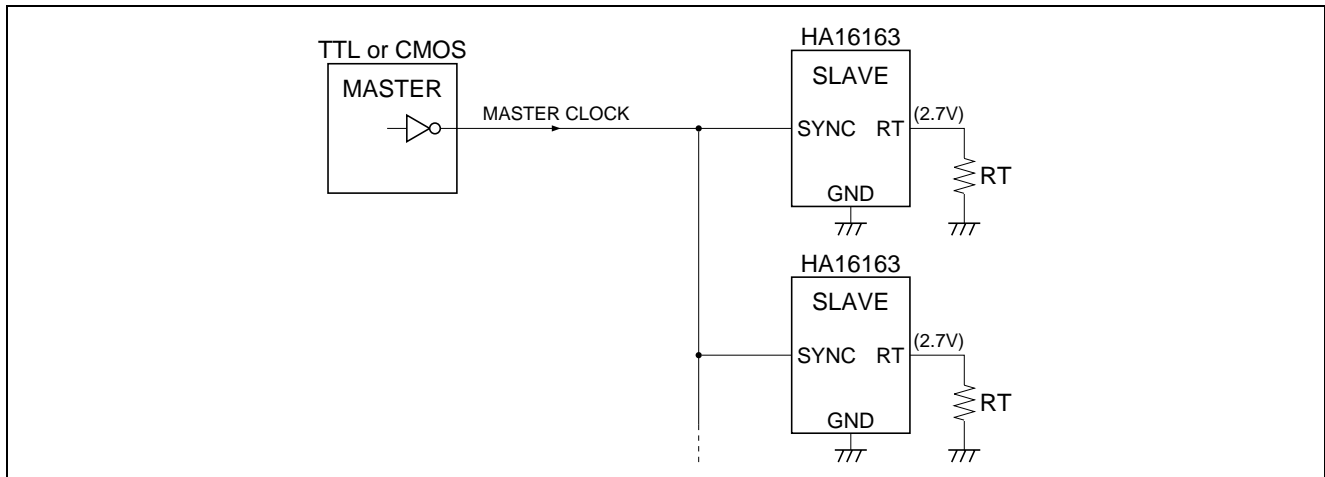 TTL or CMOS
MASTER
MASTER CLOCK
HA16163
SLAVE
SYNC RT
(2.7V)
RT
GND
HA16163
SLAVE
SYNC RT
(2.7V)
RT
GND